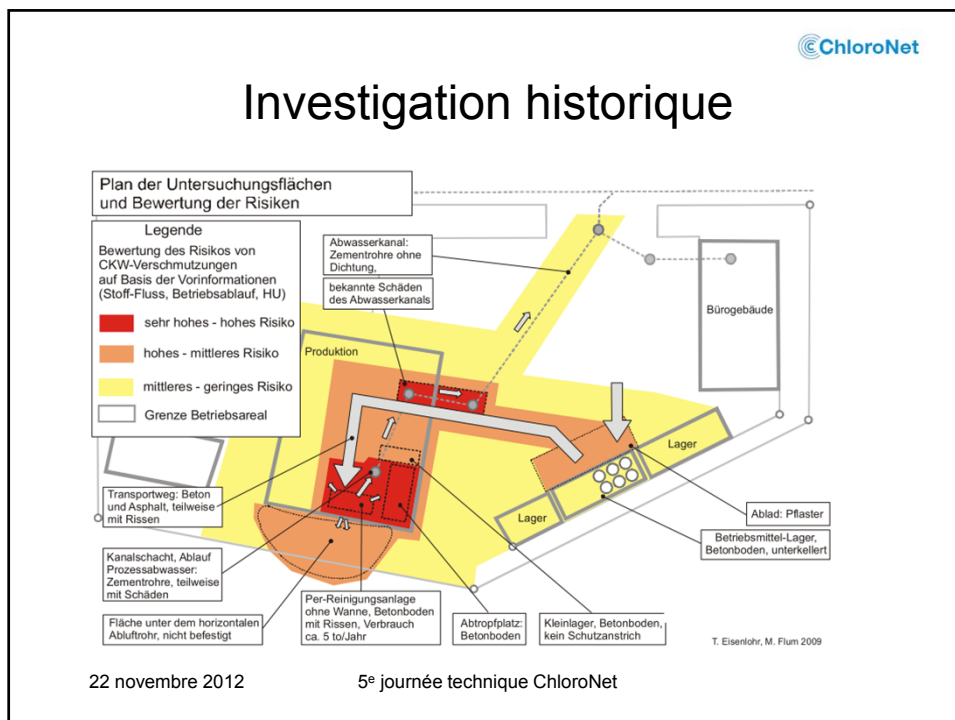 ChloroNet
Investigation historique
Plan der Untersuchungsflächen
und Bewertung der Risiken
Legende
Bewertung des Risikos von
CKW-Verschmutzungen
auf Basis der Vorinformationen
(Stoff-Fluss, Betriebsablauf, HU)
sehr hohes - hohes Risiko
hohes - mittleres Risiko
mittleres - geringes Risiko
Grenze Betriebsareal
Abwasserkanal:
Zementrohre ohne
Dichtung,
bekannte Schäden
des Abwasserkanals
Produktion
Bürogebäude
Lager
Lager
Transportweg: Beton
und Asphalt, teilweise
mit Rissen
Ablad: Pflaster
Betriebsmittel-Lager,
Betonboden, unterkellert
Kanalschacht, Ablauf
Prozessabwasser:
Zementrohre, teilweise
mit Schäden
Fläche unter dem horizontalen
Abluftrohr, nicht befestigt
Per-Reinigungsanlage
ohne Wanne, Betonboden
mit Rissen, Verbrauch
ca. 5 to/Jahr
Abtropfplatz:
Betonboden
Kleinlager, Betonboden,
kein Schutzanstrich
T. Eisenlohr, M. Flum 2009
22 novembre 2012
5e journée technique ChloroNet